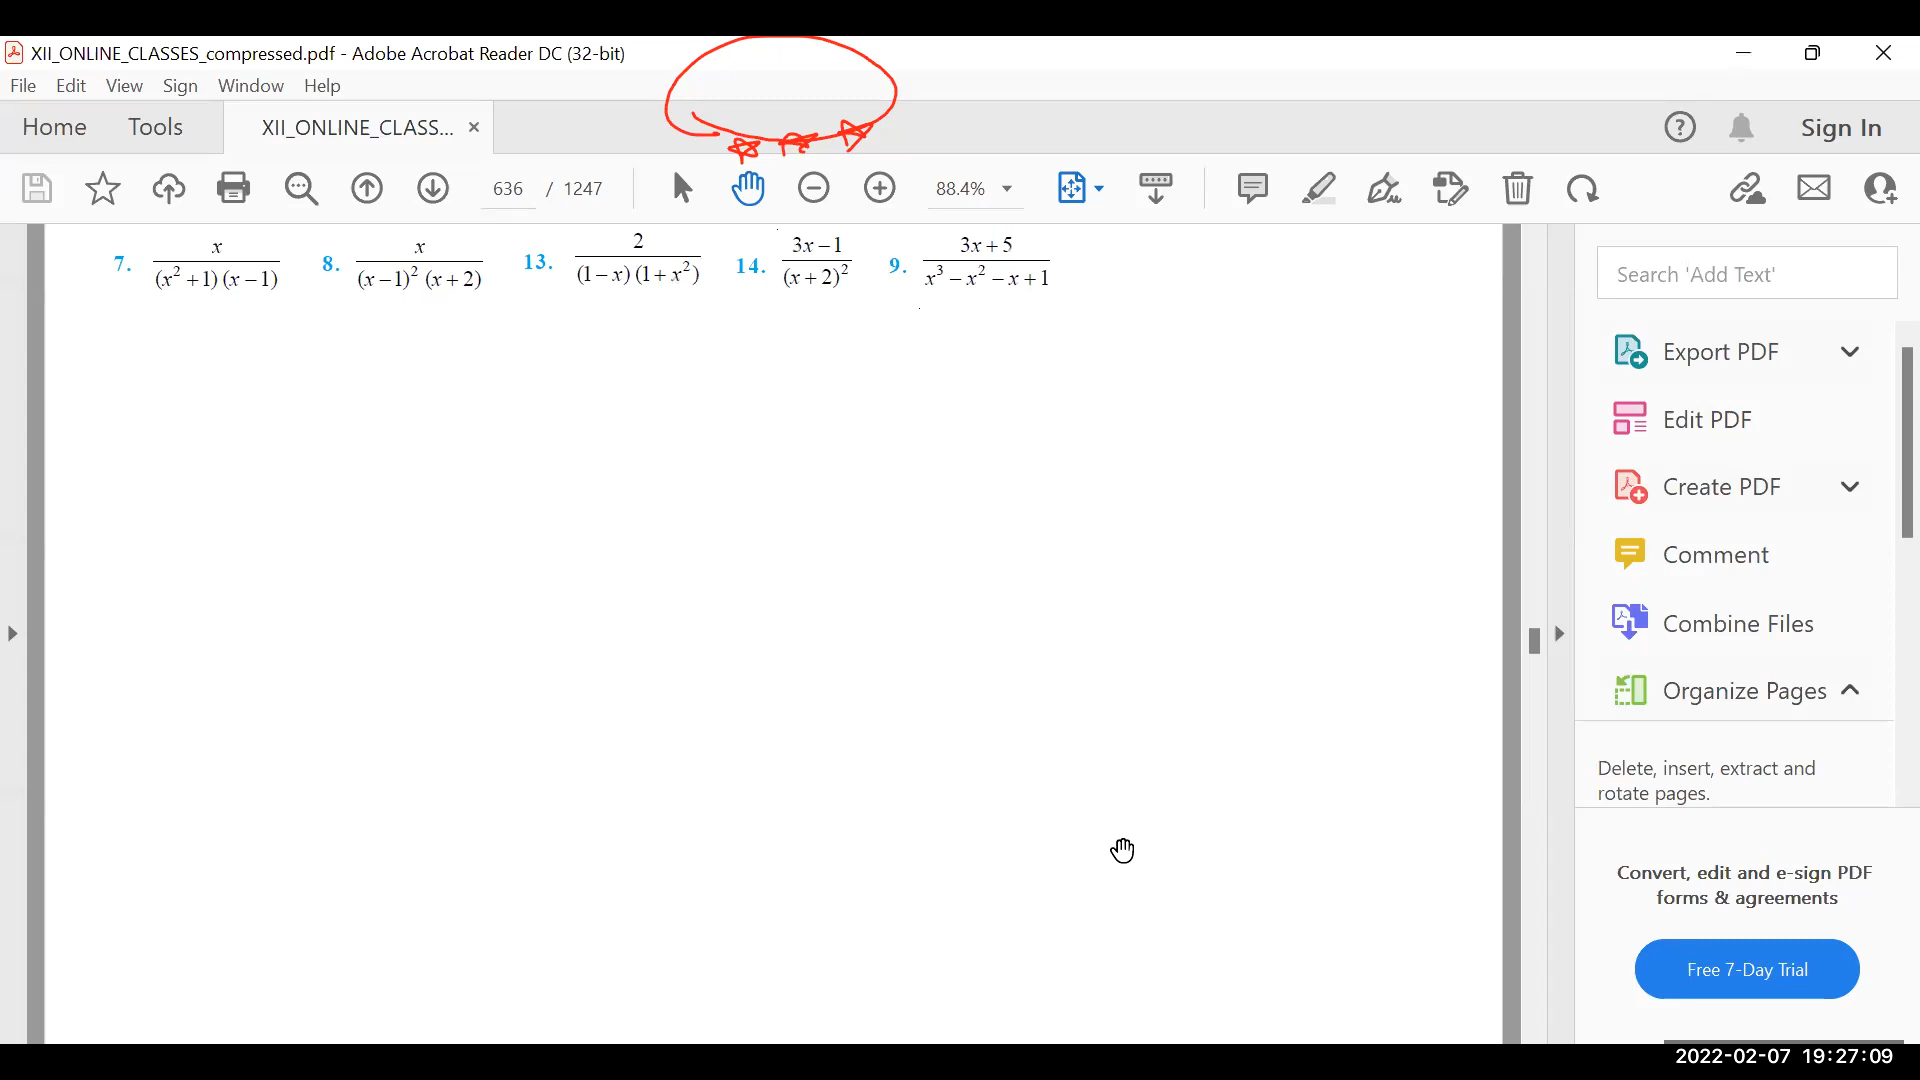 XII_ONLINE_CLASSES_compressed.pdf - Adobe Acrobat Reader DC (32-bit)
File Edit View Sign Window Help
Home Tools XII_ONLINE_CLASS... × Sign In
636 / 1247 88.4%
7. x/((x²+1)(x−1)) 8. x/((x−1)²(x+2)) 13. 2/((1−x)(1+x²)) 14. (3x−1)/(x+2)² 9. (3x+5)/(x³−x²−x+1)
Search 'Add Text'
Export PDF
Edit PDF
Create PDF
Comment
Combine Files
Organize Pages
Delete, insert, extract and
rotate pages.
Convert, edit and e-sign PDF
forms & agreements
Free 7-Day Trial
2022-02-07 19:27:09